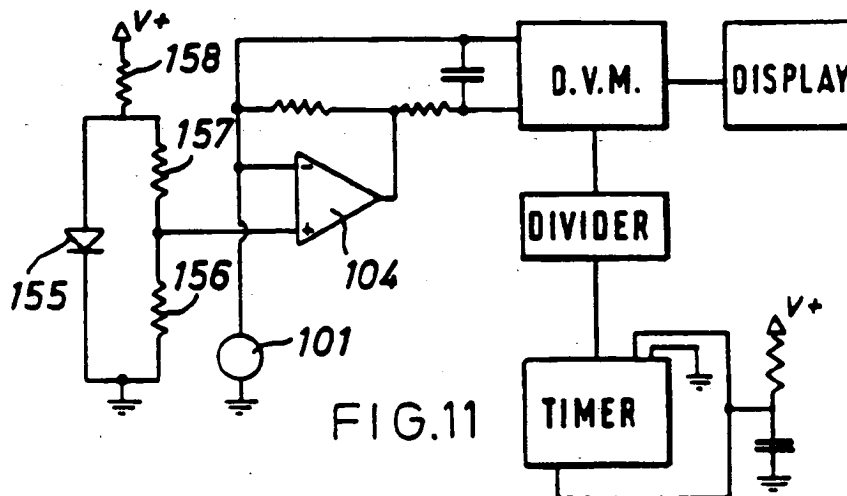 V+
158
157
155
156
-
+
104
101
D.V.M.
DISPLAY
DIVIDER
TIMER
V+
FIG.11